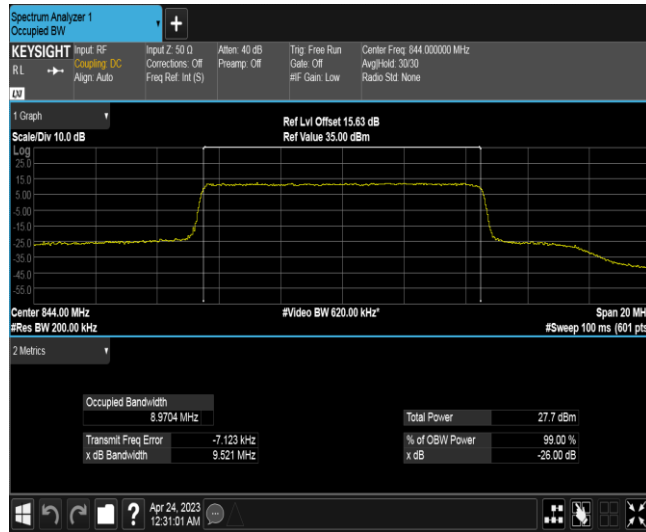 Spectrum Analyzer 1
Occupied BW
+
KEYSIGHT
RL
LXI
Input: RF
Coupling: DC
Align: Auto
Input Z: 50 Ω
Corrections: Off
Freq Ref: Int (S)
Atten: 40 dB
Preamp: Off
Trig: Free Run
Gate: Off
#IF Gain: Low
Center Freq: 844.000000 MHz
Avg|Hold: 30/30
Radio Std: None
1 Graph
Scale/Div 10.0 dB
Ref Lvl Offset 15.63 dB
Ref Value 35.00 dBm
Log
25.0
15.0
5.00
-5.00
-15.0
-25.0
-35.0
-45.0
-55.0
Center 844.00 MHz
#Video BW 620.00 kHz*
Span 20 MH
#Res BW 200.00 kHz
#Sweep 100 ms (601 pts
2 Metrics
Occupied Bandwidth
8.9704 MHz
Total Power 27.7 dBm
Transmit Freq Error -7.123 kHz
% of OBW Power 99.00 %
x dB Bandwidth 9.521 MHz
x dB -26.00 dB
?
Apr 24, 2023
12:31:01 AM